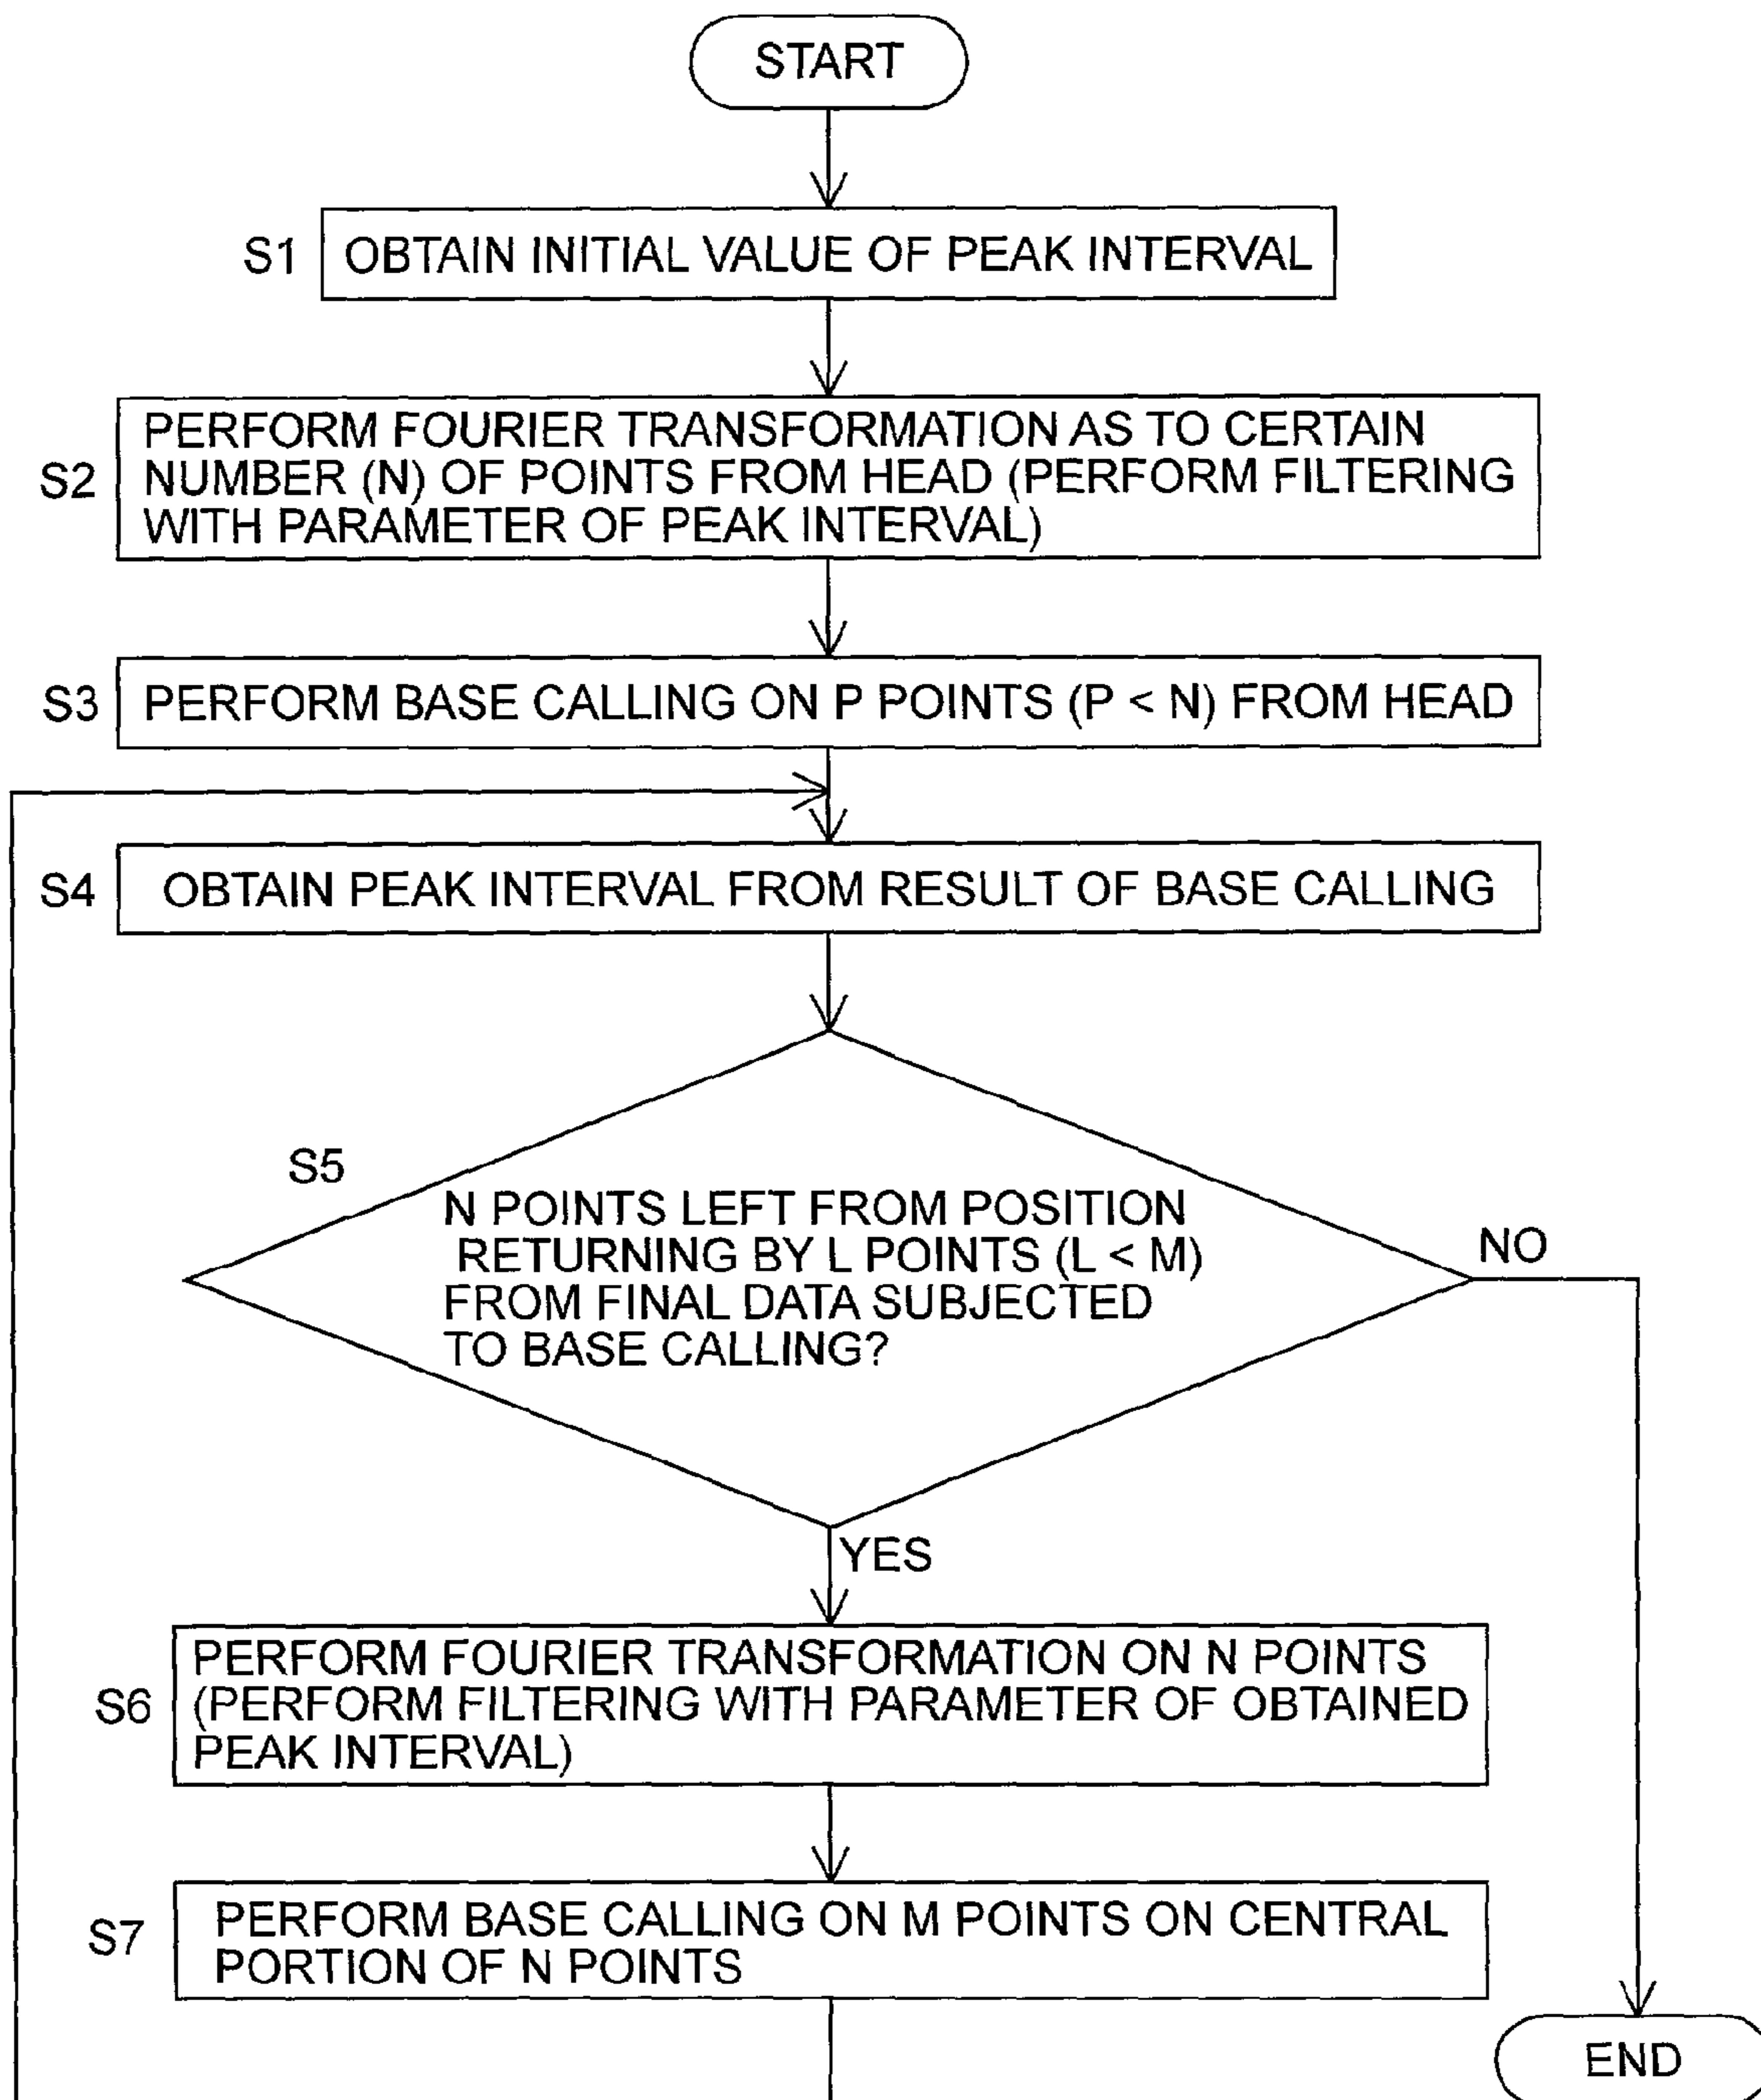 START
S1 OBTAIN INITIAL VALUE OF PEAK INTERVAL
PERFORM FOURIER TRANSFORMATION AS TO CERTAIN
S2 NUMBER (N) OF POINTS FROM HEAD (PERFORM FILTERING
WITH PARAMETER OF PEAK INTERVAL)
S3 PERFORM BASE CALLING ON P POINTS (P < N) FROM HEAD
S4 OBTAIN PEAK INTERVAL FROM RESULT OF BASE CALLING
S5
N POINTS LEFT FROM POSITION
RETURNING BY L POINTS (L < M)
FROM FINAL DATA SUBJECTED
TO BASE CALLING?
NO
YES
PERFORM FOURIER TRANSFORMATION ON N POINTS
S6 (PERFORM FILTERING WITH PARAMETER OF OBTAINED
PEAK INTERVAL)
S7 PERFORM BASE CALLING ON M POINTS ON CENTRAL
PORTION OF N POINTS
END